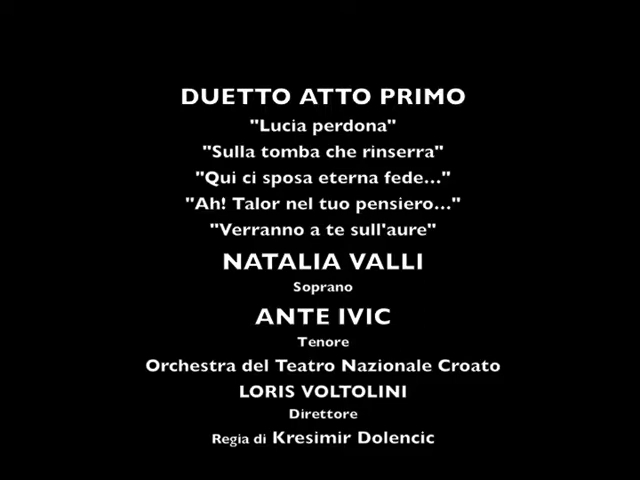 DUETTO ATTO PRIMO
"Lucia perdona"
"Sulla tomba che rinserra"
"Qui ci sposa eterna fede..."
"Ah! Talor nel tuo pensiero..."
"Verranno a te sull'aure"
NATALIA VALLI
Soprano
ANTE IVIC
Tenore
Orchestra del Teatro Nazionale Croato
LORIS VOLTOLINI
Direttore
Regia di Kresimir Dolencic